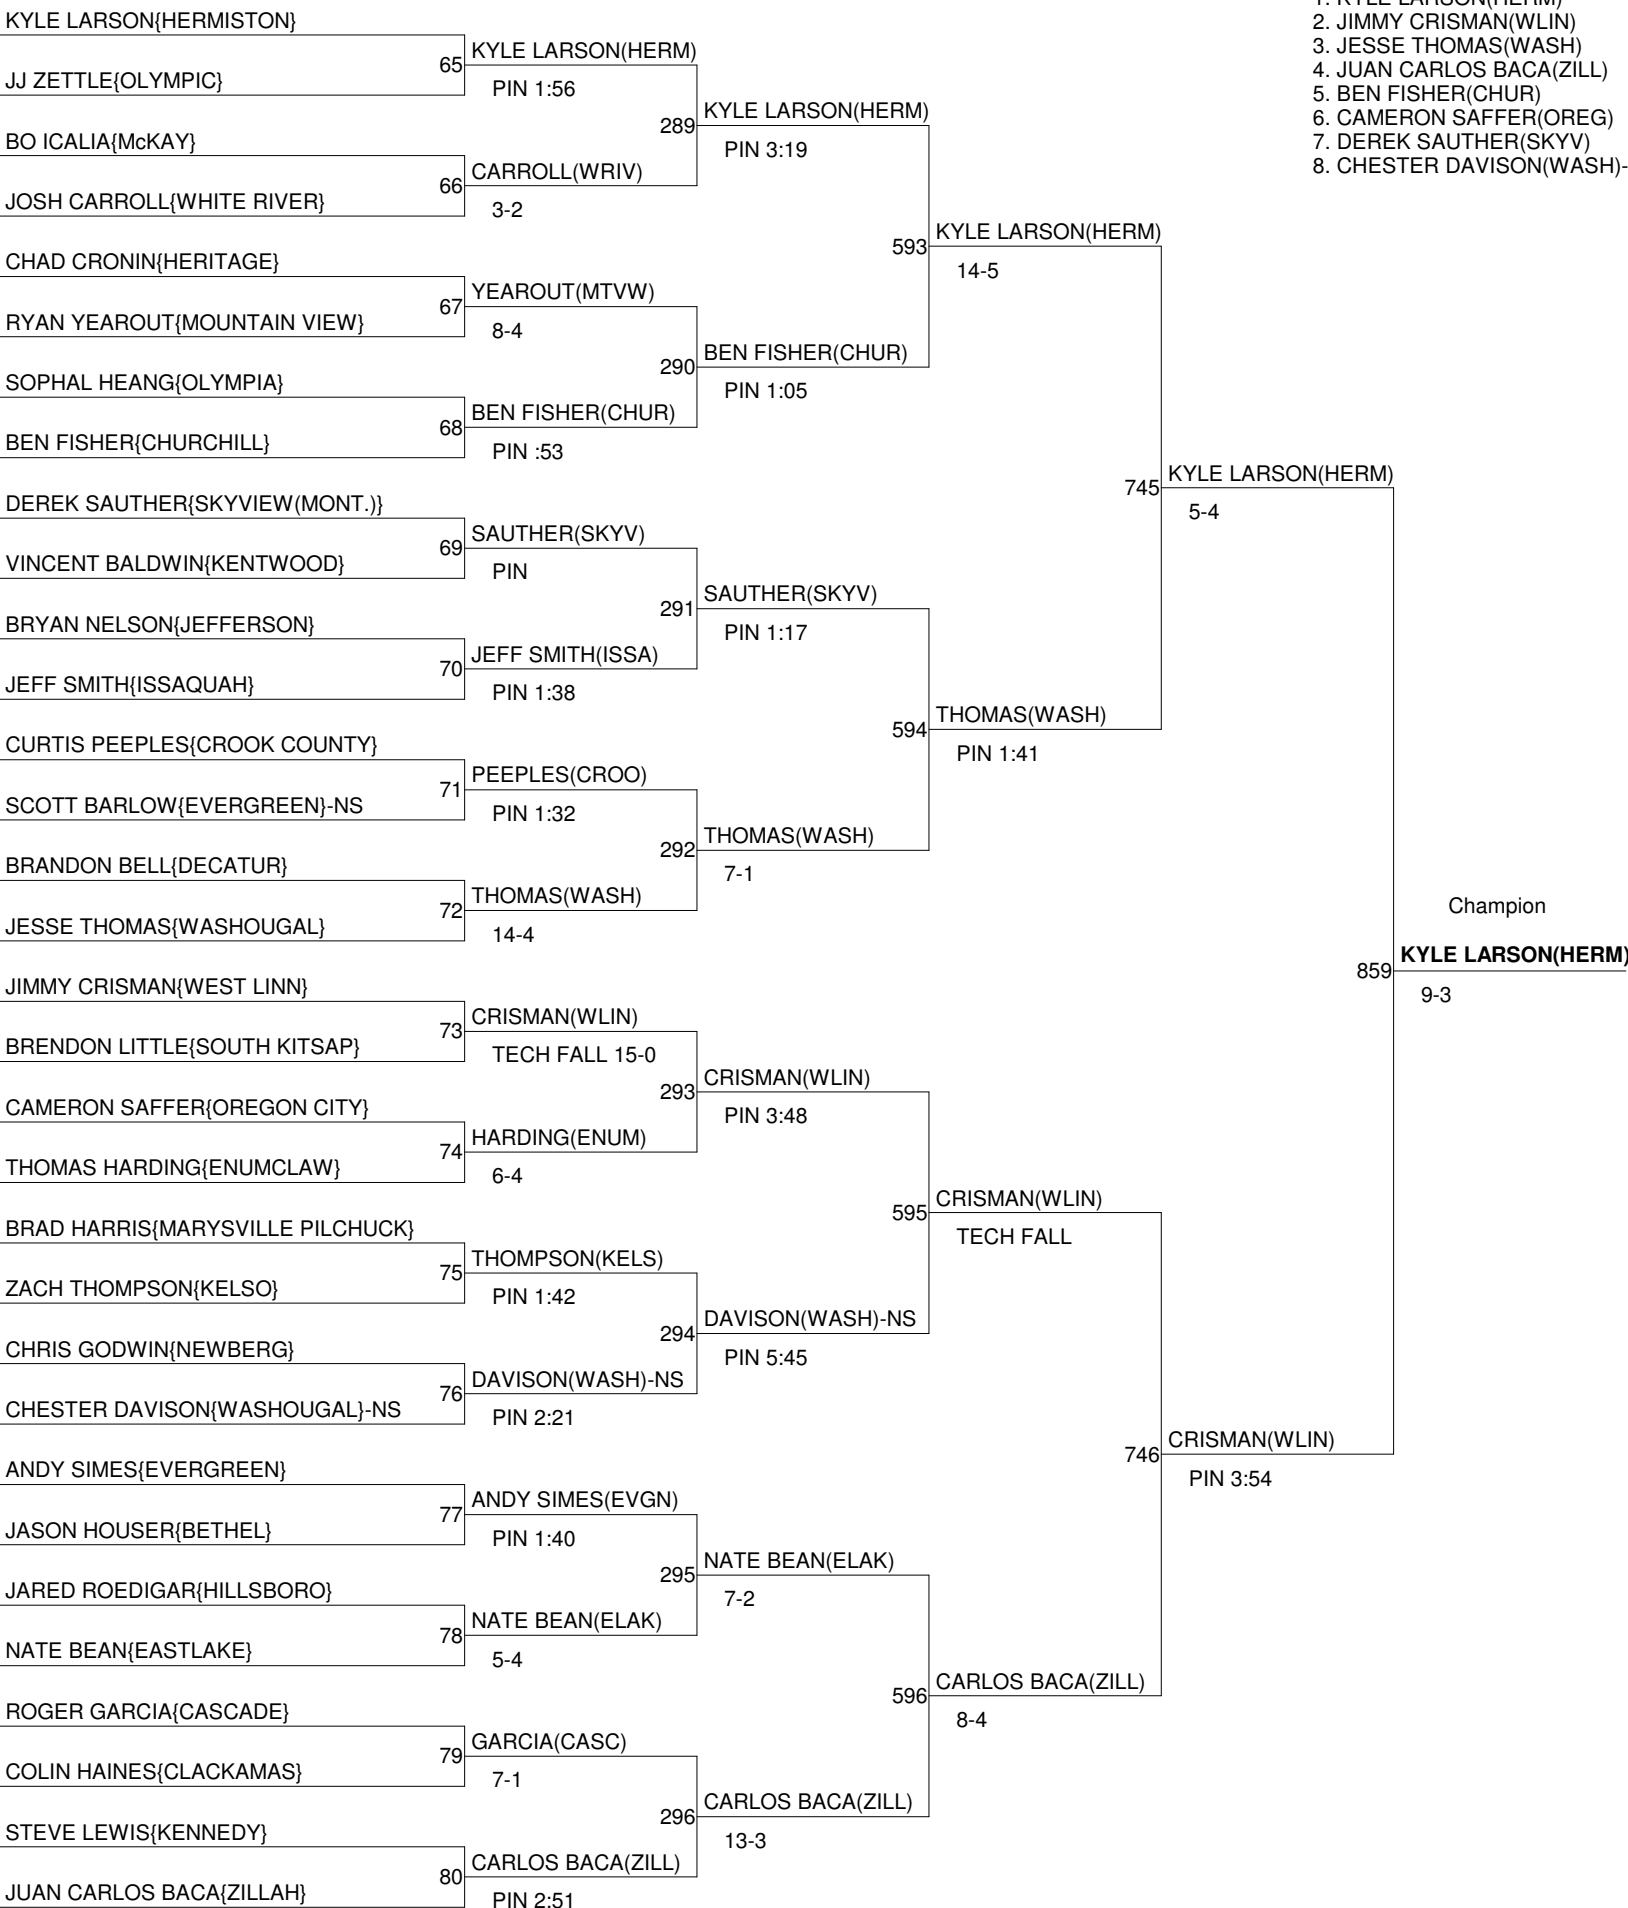 1. KYLE LARSON(HERM)
2. JIMMY CRISMAN(WLIN)
3. JESSE THOMAS(WASH)
4. JUAN CARLOS BACA(ZILL)
5. BEN FISHER(CHUR)
6. CAMERON SAFFER(OREG)
7. DEREK SAUTHER(SKYV)
8. CHESTER DAVISON(WASH)-
KYLE LARSON{HERMISTON}
JJ ZETTLE{OLYMPIC}
BO ICALIA{McKAY}
JOSH CARROLL{WHITE RIVER}
CHAD CRONIN{HERITAGE}
RYAN YEAROUT{MOUNTAIN VIEW}
SOPHAL HEANG{OLYMPIA}
BEN FISHER{CHURCHILL}
DEREK SAUTHER{SKYVIEW(MONT.)}
VINCENT BALDWIN{KENTWOOD}
BRYAN NELSON{JEFFERSON}
JEFF SMITH{ISSAQUAH}
CURTIS PEEPLES{CROOK COUNTY}
SCOTT BARLOW{EVERGREEN}-NS
BRANDON BELL{DECATUR}
JESSE THOMAS{WASHOUGAL}
JIMMY CRISMAN{WEST LINN}
BRENDON LITTLE{SOUTH KITSAP}
CAMERON SAFFER{OREGON CITY}
THOMAS HARDING{ENUMCLAW}
BRAD HARRIS{MARYSVILLE PILCHUCK}
ZACH THOMPSON{KELSO}
CHRIS GODWIN{NEWBERG}
CHESTER DAVISON{WASHOUGAL}-NS
ANDY SIMES{EVERGREEN}
JASON HOUSER{BETHEL}
JARED ROEDIGAR{HILLSBORO}
NATE BEAN{EASTLAKE}
ROGER GARCIA{CASCADE}
COLIN HAINES{CLACKAMAS}
STEVE LEWIS{KENNEDY}
JUAN CARLOS BACA{ZILLAH}
65 KYLE LARSON(HERM)
PIN 1:56
66 CARROLL(WRIV)
3-2
67 YEAROUT(MTVW)
8-4
68 BEN FISHER(CHUR)
PIN :53
69 SAUTHER(SKYV)
PIN
70 JEFF SMITH(ISSA)
PIN 1:38
71 PEEPLES(CROO)
PIN 1:32
72 THOMAS(WASH)
14-4
73 CRISMAN(WLIN)
TECH FALL 15-0
74 HARDING(ENUM)
6-4
75 THOMPSON(KELS)
PIN 1:42
76 DAVISON(WASH)-NS
PIN 2:21
77 ANDY SIMES(EVGN)
PIN 1:40
78 NATE BEAN(ELAK)
5-4
79 GARCIA(CASC)
7-1
80 CARLOS BACA(ZILL)
PIN 2:51
289 KYLE LARSON(HERM)
PIN 3:19
290 BEN FISHER(CHUR)
PIN 1:05
291 SAUTHER(SKYV)
PIN 1:17
292 THOMAS(WASH)
7-1
293 CRISMAN(WLIN)
PIN 3:48
294 DAVISON(WASH)-NS
PIN 5:45
295 NATE BEAN(ELAK)
7-2
296 CARLOS BACA(ZILL)
13-3
593 KYLE LARSON(HERM)
14-5
594 THOMAS(WASH)
PIN 1:41
595 CRISMAN(WLIN)
TECH FALL
596 CARLOS BACA(ZILL)
8-4
745 KYLE LARSON(HERM)
5-4
746 CRISMAN(WLIN)
PIN 3:54
Champion
859 KYLE LARSON(HERM)
9-3